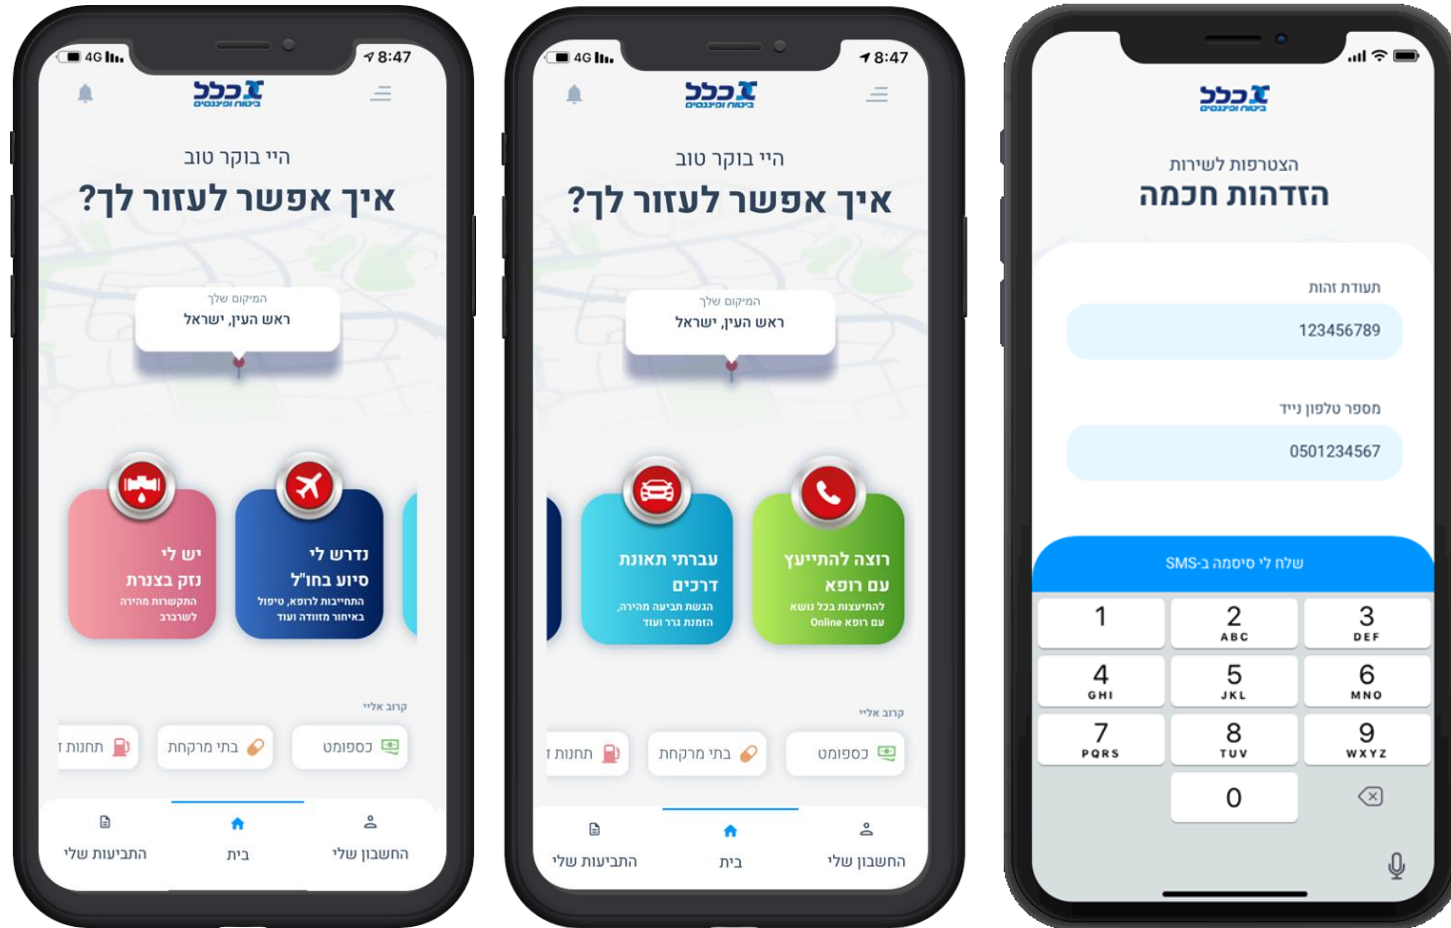 4G
8:47
כלל
ביטוח ופיננסים
היי בוקר טוב
איך אפשר לעזור לך?
המיקום שלך
ראש העין, ישראל
נדרש לי
סיוע בחו"ל
התחייבות לרופא, טיפול
באיחור מזוודה ועוד
יש לי
נזק בצנרת
התקשרות מהירה
לשרברב
קרוב אליי
כספומט
בתי מרקחת
תחנות ד
החשבון שלי
בית
התביעות שלי
4G
8:47
כלל
ביטוח ופיננסים
היי בוקר טוב
איך אפשר לעזור לך?
המיקום שלך
ראש העין, ישראל
רוצה להתייעץ
עם רופא
להתיעצות בכל נושא
עם רופא Online
עברתי תאונת
דרכים
הגשת תביעה מהירה,
הזמנת גרר ועוד
קרוב אליי
כספומט
בתי מרקחת
תחנות ד
החשבון שלי
בית
התביעות שלי
כלל
ביטוח ופיננסים
הצטרפות לשירות
הזדהות חכמה
תעודת זהות
123456789
מספר טלפון נייד
0501234567
שלח לי סיסמה ב-SMS
1
2
ABC
3
DEF
4
GHI
5
JKL
6
MNO
7
PQRS
8
TUV
9
WXYZ
0